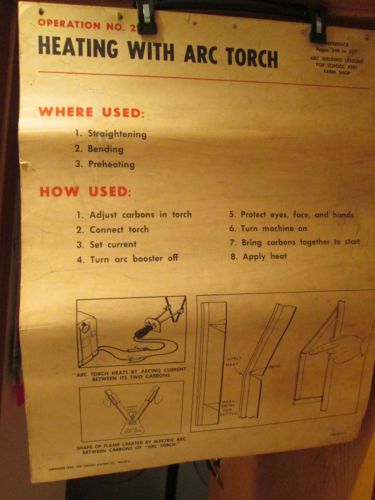 OPERATION NO. 2
HEATING WITH ARC TORCH
REFERENCE
ARC WELDING LESSONS
FOR SCHOOL AND
FARM SHOP
WHERE USED:
1. Straightening
2. Bending
3. Preheating
HOW USED:
1. Adjust carbons in torch
2. Connect torch
3. Set current
4. Turn arc booster off
5. Protect eyes, face, and hands
6. Turn machine on
7. Bring carbons together to start
8. Apply heat
ARC TORCH HEATS BY ARCING CURRENT
BETWEEN ITS TWO CARBONS.
SHAPE OF FLAME CREATED BY ELECTRIC ARC
BETWEEN CARBONS OF "ARC TORCH."
APPLY
HEAT
BEND